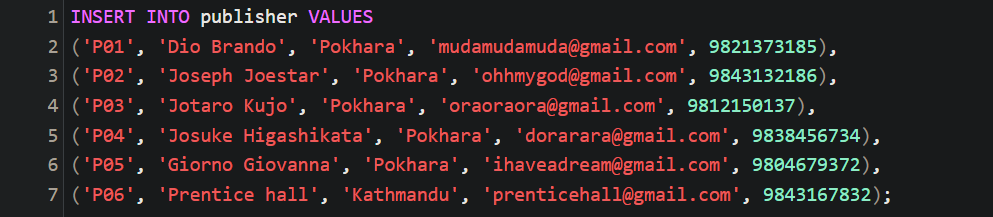 1 INSERT INTO publisher VALUES
2 ('P01', 'Dio Brando', 'Pokhara', 'mudamudamuda@gmail.com', 9821373185),
3 ('P02', 'Joseph Joestar', 'Pokhara', 'ohhmygod@gmail.com', 9843132186),
4 ('P03', 'Jotaro Kujo', 'Pokhara', 'oraoraora@gmail.com', 9812150137),
5 ('P04', 'Josuke Higashikata', 'Pokhara', 'dorarara@gmail.com', 9838456734),
6 ('P05', 'Giorno Giovanna', 'Pokhara', 'ihaveadream@gmail.com', 9804679372),
7 ('P06', 'Prentice hall', 'Kathmandu', 'prenticehall@gmail.com', 9843167832);